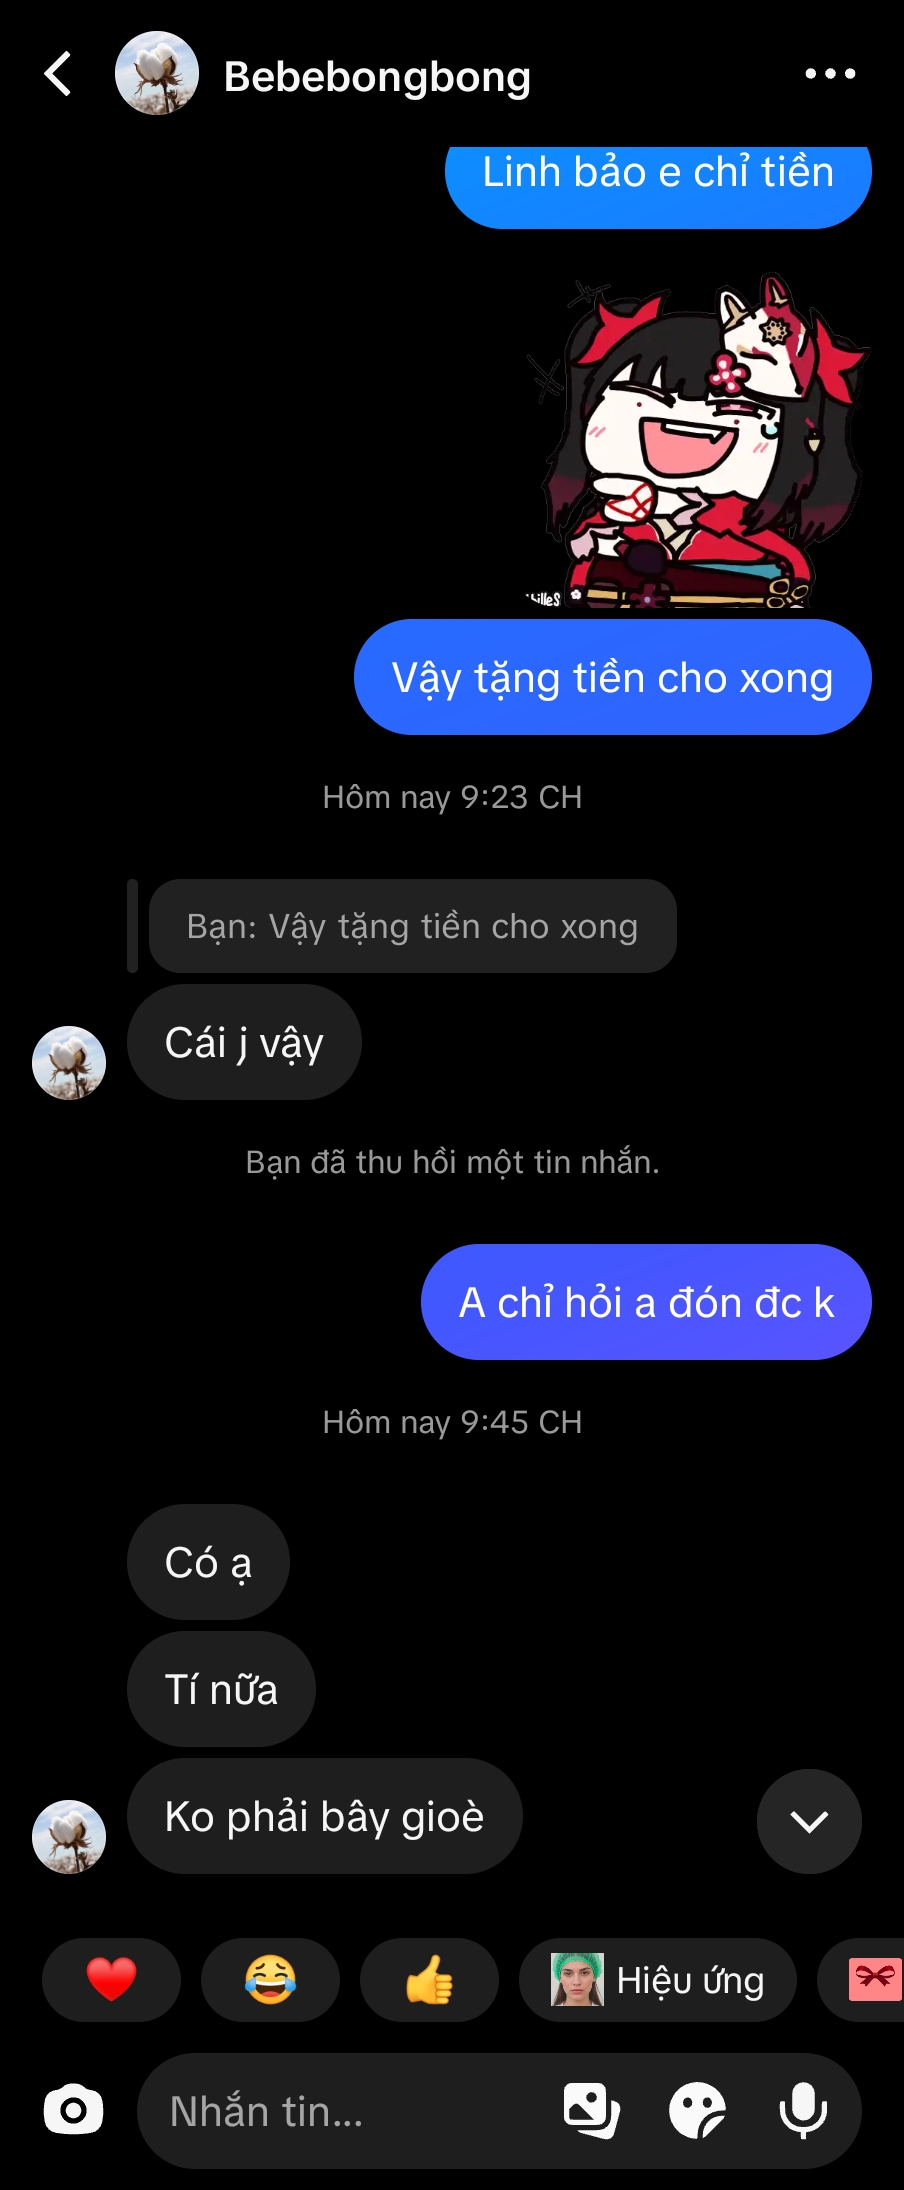 Bebebongbong
Linh bảo e chỉ tiền
Vậy tặng tiền cho xong
Hôm nay 9:23 CH
Bạn: Vậy tặng tiền cho xong
Cái j vậy
Bạn đã thu hồi một tin nhắn.
A chỉ hỏi a đón đc k
Hôm nay 9:45 CH
Có ạ
Tí nữa
Ko phải bây gioè
Hiệu ứng
Nhắn tin...